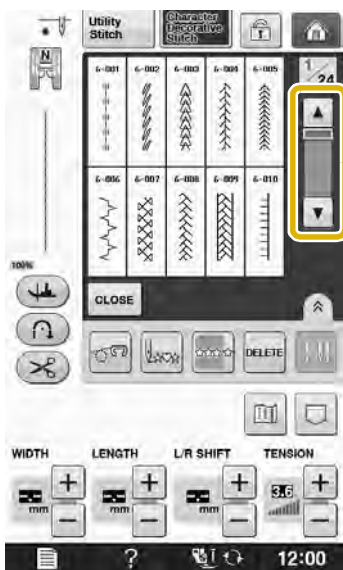 Utility
Stitch
Character
Decorative
Stitch
N
6-001 6-002 6-003 6-004 6-005
1/24
6-006 6-007 6-008 6-009 6-010
100%
CLOSE
DELETE
WIDTH LENGTH L/R SHIFT TENSION
3.6
mm mm mm
? 12:00